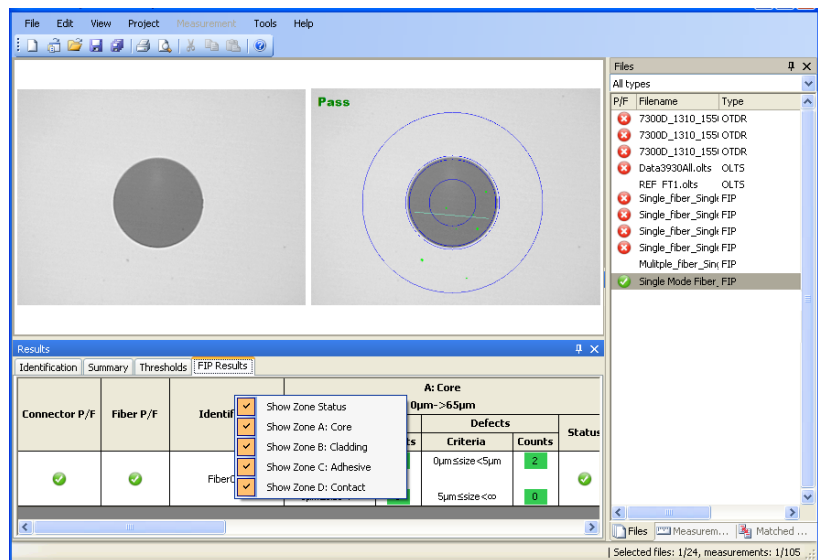 File Edit View Project Measurement Tools Help
Pass
Files
All types
P/F Filename Type
7300D_1310_155 OTDR
7300D_1310_155 OTDR
7300D_1310_155 OTDR
Data3930All.olts OLTS
REF_FT1.olts OLTS
Single_fiber_Singl FIP
Single_fiber_Singl FIP
Single_fiber_Singl FIP
Single_fiber_Singl FIP
Mulitple_fiber_Sin FIP
Single Mode Fiber_ FIP
Results
Identification Summary Thresholds FIP Results
A: Core
0µm->65µm
Connector P/F Fiber P/F Identif
Defects
Status
Criteria Counts
Show Zone Status
Show Zone A: Core
Show Zone B: Cladding
Show Zone C: Adhesive
Show Zone D: Contact
0µm≤size<5µm 2
Fiber
5µm≤size<∞ 0
Files Measurem... Matched ...
Selected files: 1/24, measurements: 1/105